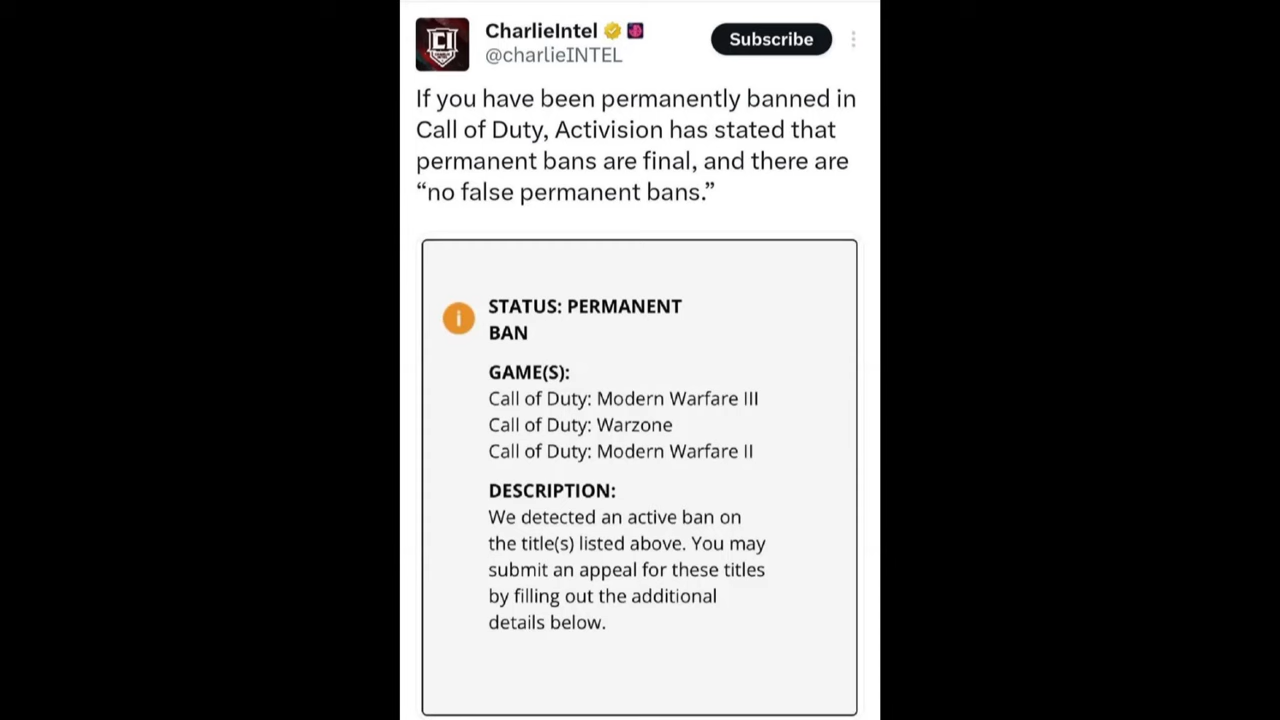 CharlieIntel
@charlieINTEL
Subscribe
CI
If you have been permanently banned in
Call of Duty, Activision has stated that
permanent bans are final, and there are
“no false permanent bans.”
STATUS: PERMANENT
BAN
GAME(S):
Call of Duty: Modern Warfare III
Call of Duty: Warzone
Call of Duty: Modern Warfare II
DESCRIPTION:
We detected an active ban on
the title(s) listed above. You may
submit an appeal for these titles
by filling out the additional
details below.